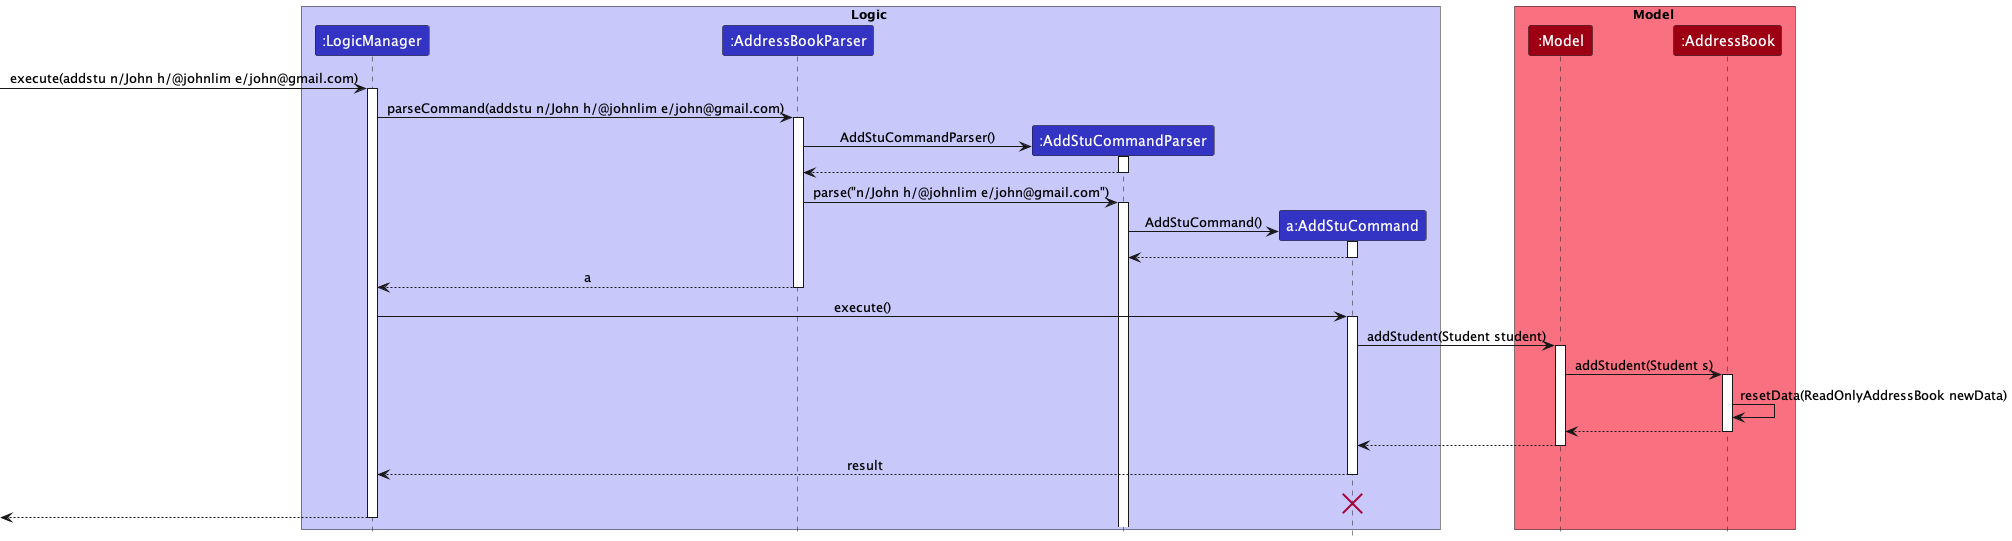 Logic
Model
:LogicManager
:AddressBookParser
:Model
:AddressBook
execute(addstu n/John h/@johnlim e/john@gmail.com)
parseCommand(addstu n/John h/@johnlim e/john@gmail.com)
AddStuCommandParser()
:AddStuCommandParser
parse("n/John h/@johnlim e/john@gmail.com")
AddStuCommand()
a:AddStuCommand
a
execute()
addStudent(Student student)
addStudent(Student s)
resetData(ReadOnlyAddressBook newData)
result